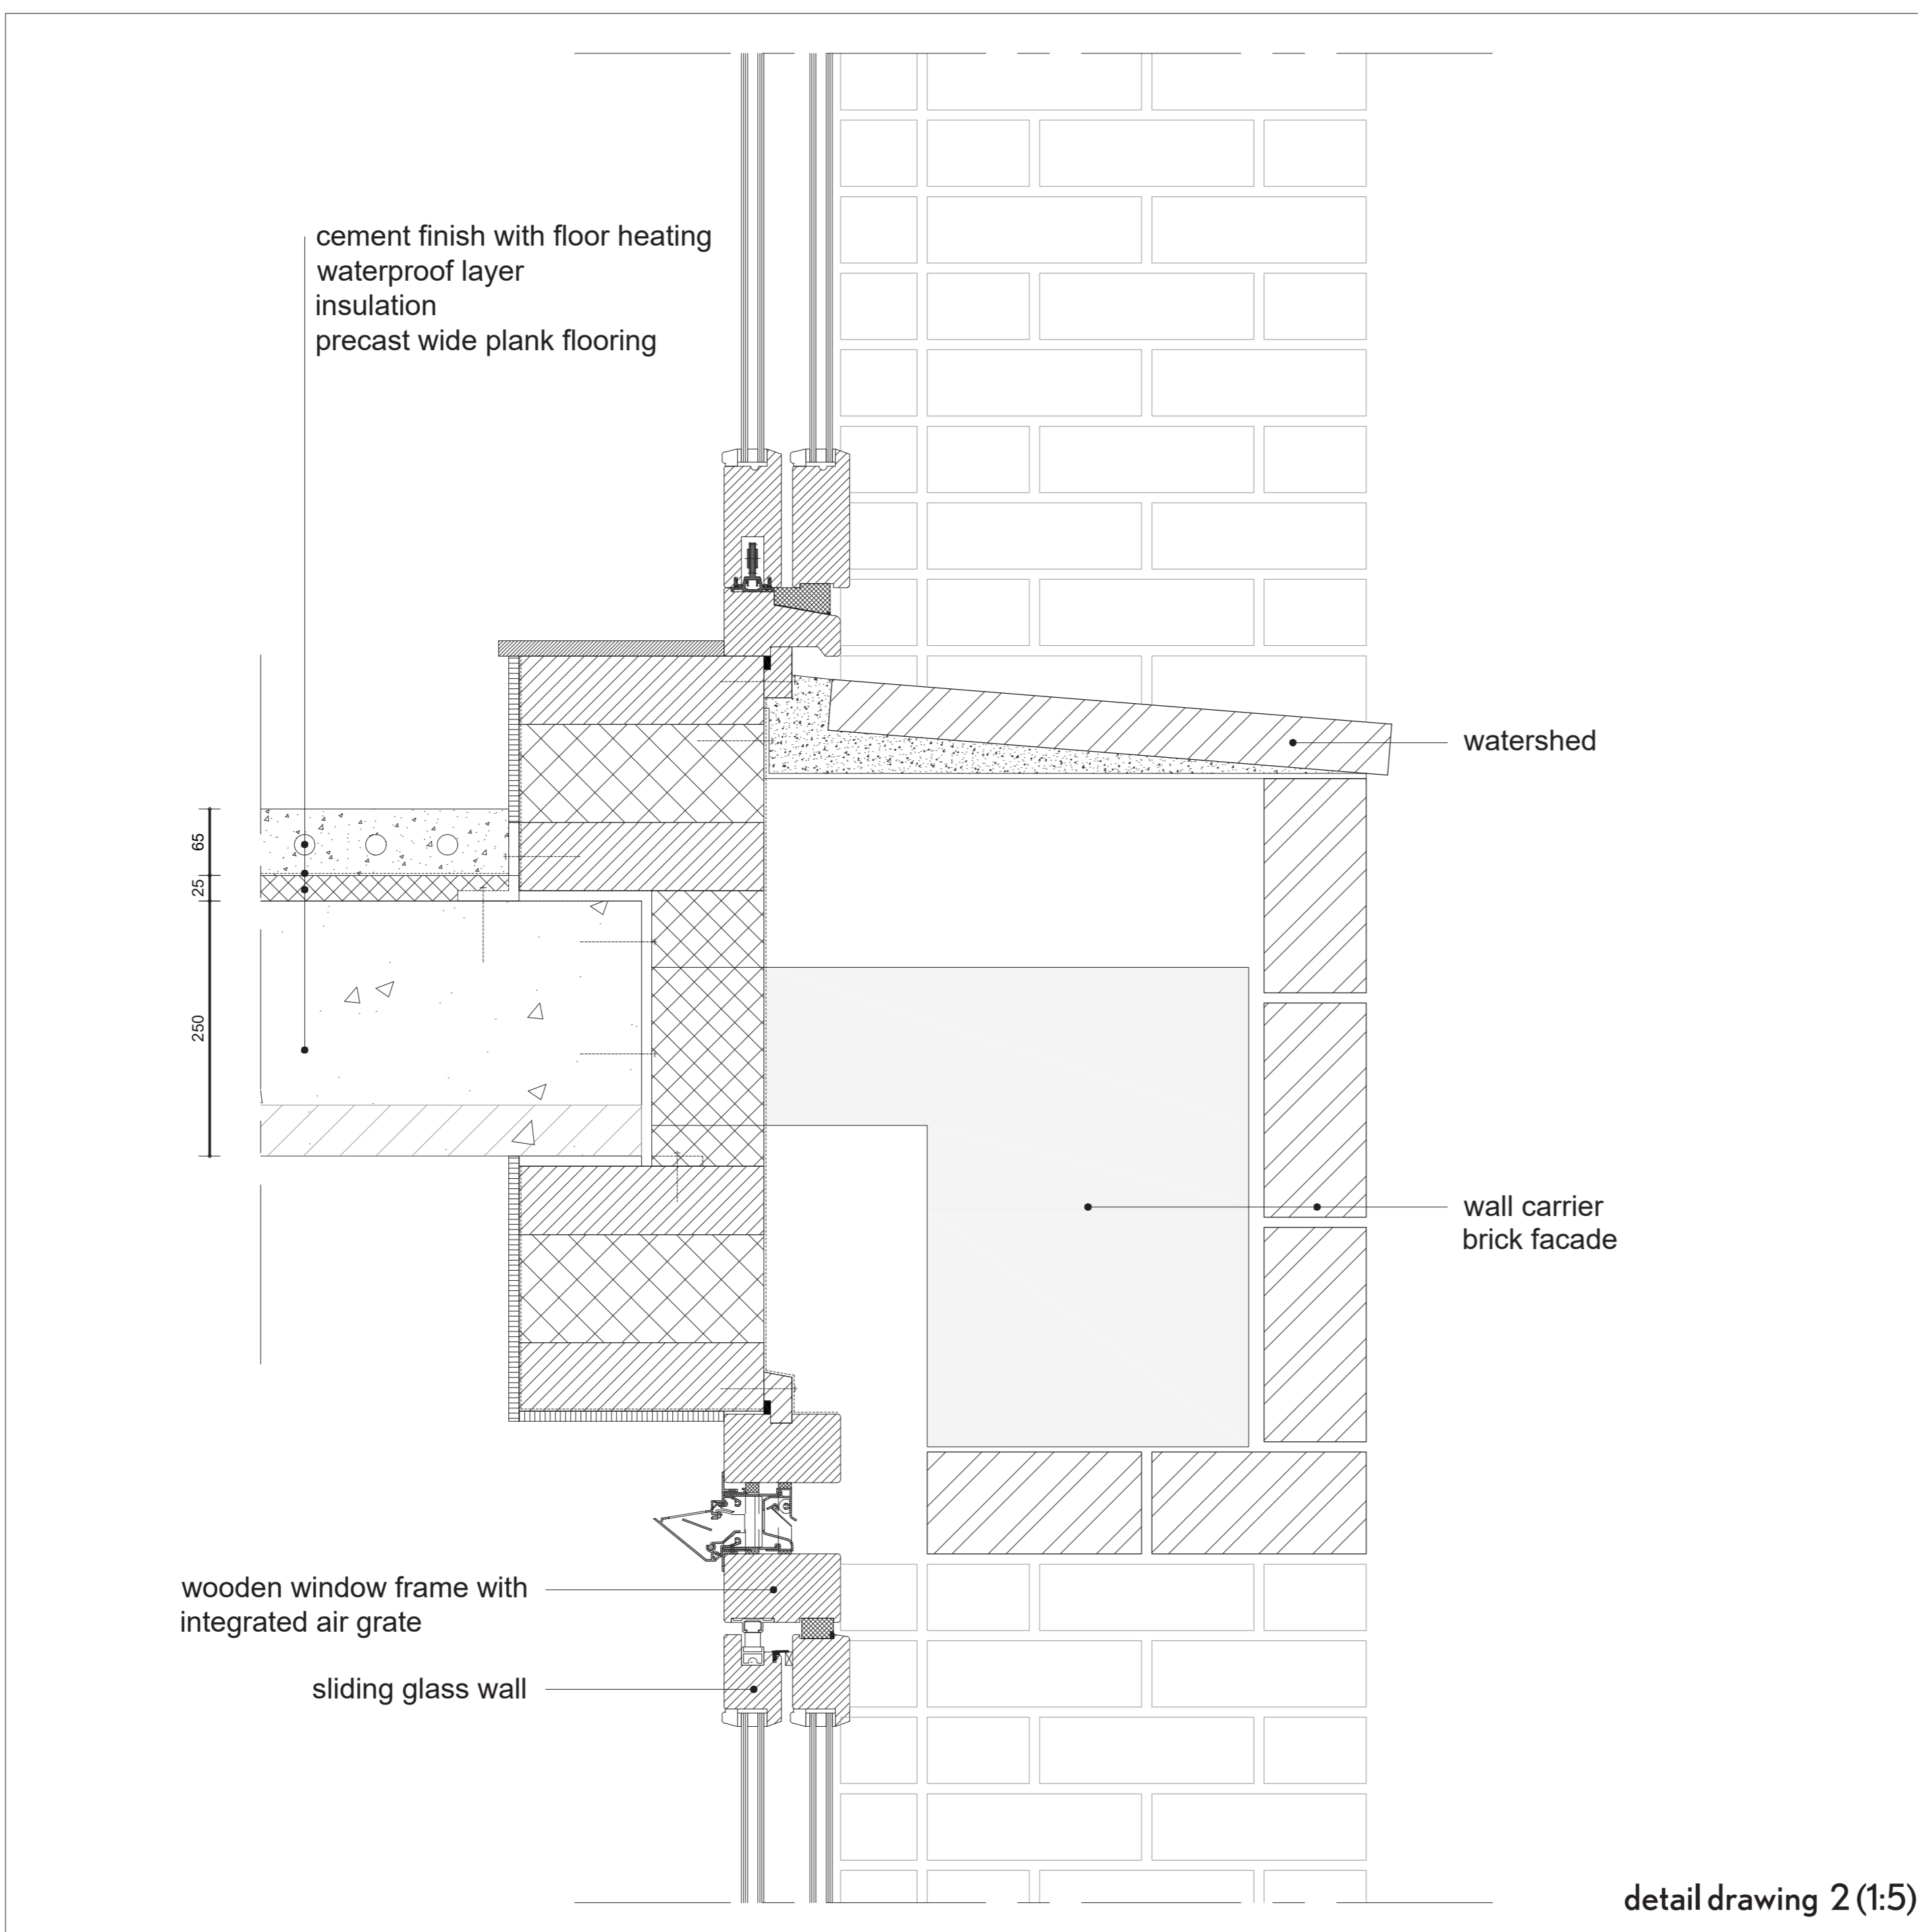 cement finish with floor heating
waterproof layer
insulation
precast wide plank flooring
watershed
65
25
250
wall carrier
brick facade
wooden window frame with
integrated air grate
sliding glass wall
detail drawing 2 (1:5)